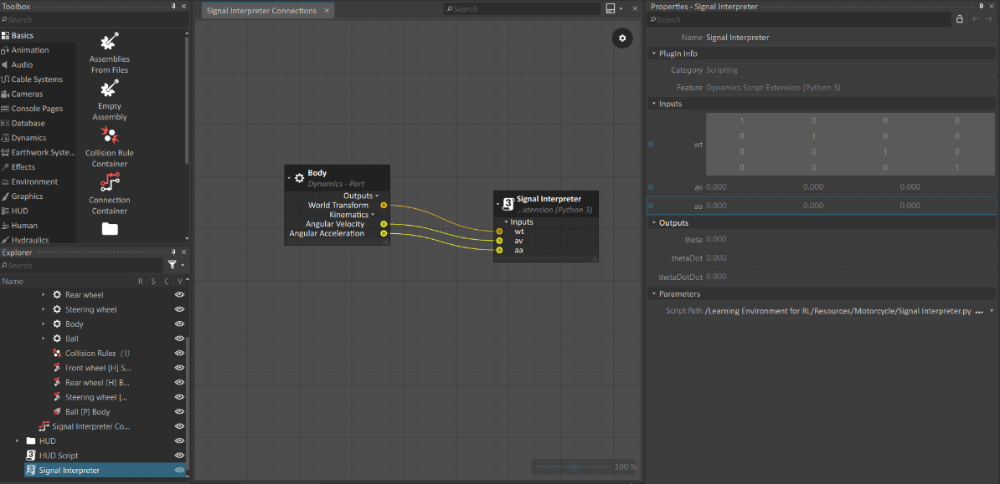 Toolbox
Search
Basics
Animation
Audio
Cable Systems
Cameras
Console Pages
Database
Dynamics
Earthwork Syste...
Effects
Environment
Graphics
HUD
Human
Hydraulics
Assemblies
From Files
Empty
Assembly
Collision Rule
Container
Connection
Container
Explorer
Search
Name R S C V
Rear wheel
Steering wheel
Body
Ball
Collision Rules (1)
Front wheel [H] S...
Rear wheel [H] B...
Steering wheel [...
Ball [P] Body
Signal Interpreter Co...
HUD
HUD Script
Signal Interpreter
Signal Interpreter Connections
Search
Body
Dynamics - Part
Outputs
World Transform
Kinematics
Angular Velocity
Angular Acceleration
3
Signal Interpreter
...xtension (Python 3)
Inputs
wt
av
aa
100 %
Properties - Signal Interpreter
Search
Name Signal Interpreter
Plugin Info
Category Scripting
Feature Dynamics Script Extension (Python 3)
Inputs
wt
1 0 0 0
0 1 0 0
0 0 1 0
0 0 0 1
av 0.000 0.000 0.000
aa 0.000 0.000 0.000
Outputs
theta 0.000
thetaDot 0.000
thetaDotDot 0.000
Parameters
Script Path /Learning Environment for RL/Resources/Motorcycle/Signal Interpreter.py ...